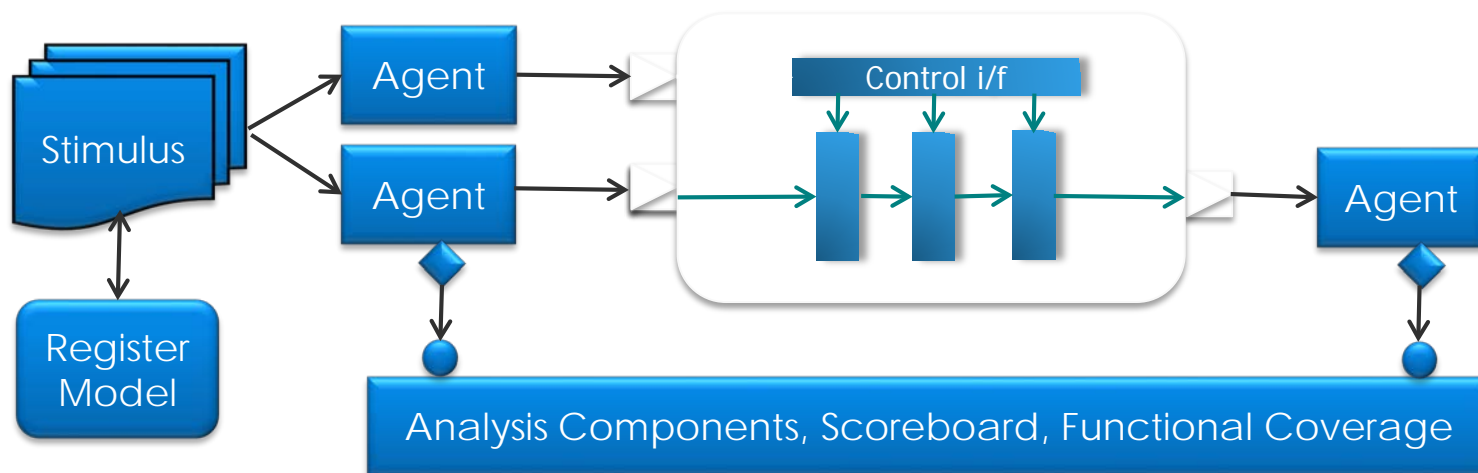 Stimulus
Agent
Agent
Control i/f
Agent
Register
Model
Analysis Components, Scoreboard, Functional Coverage